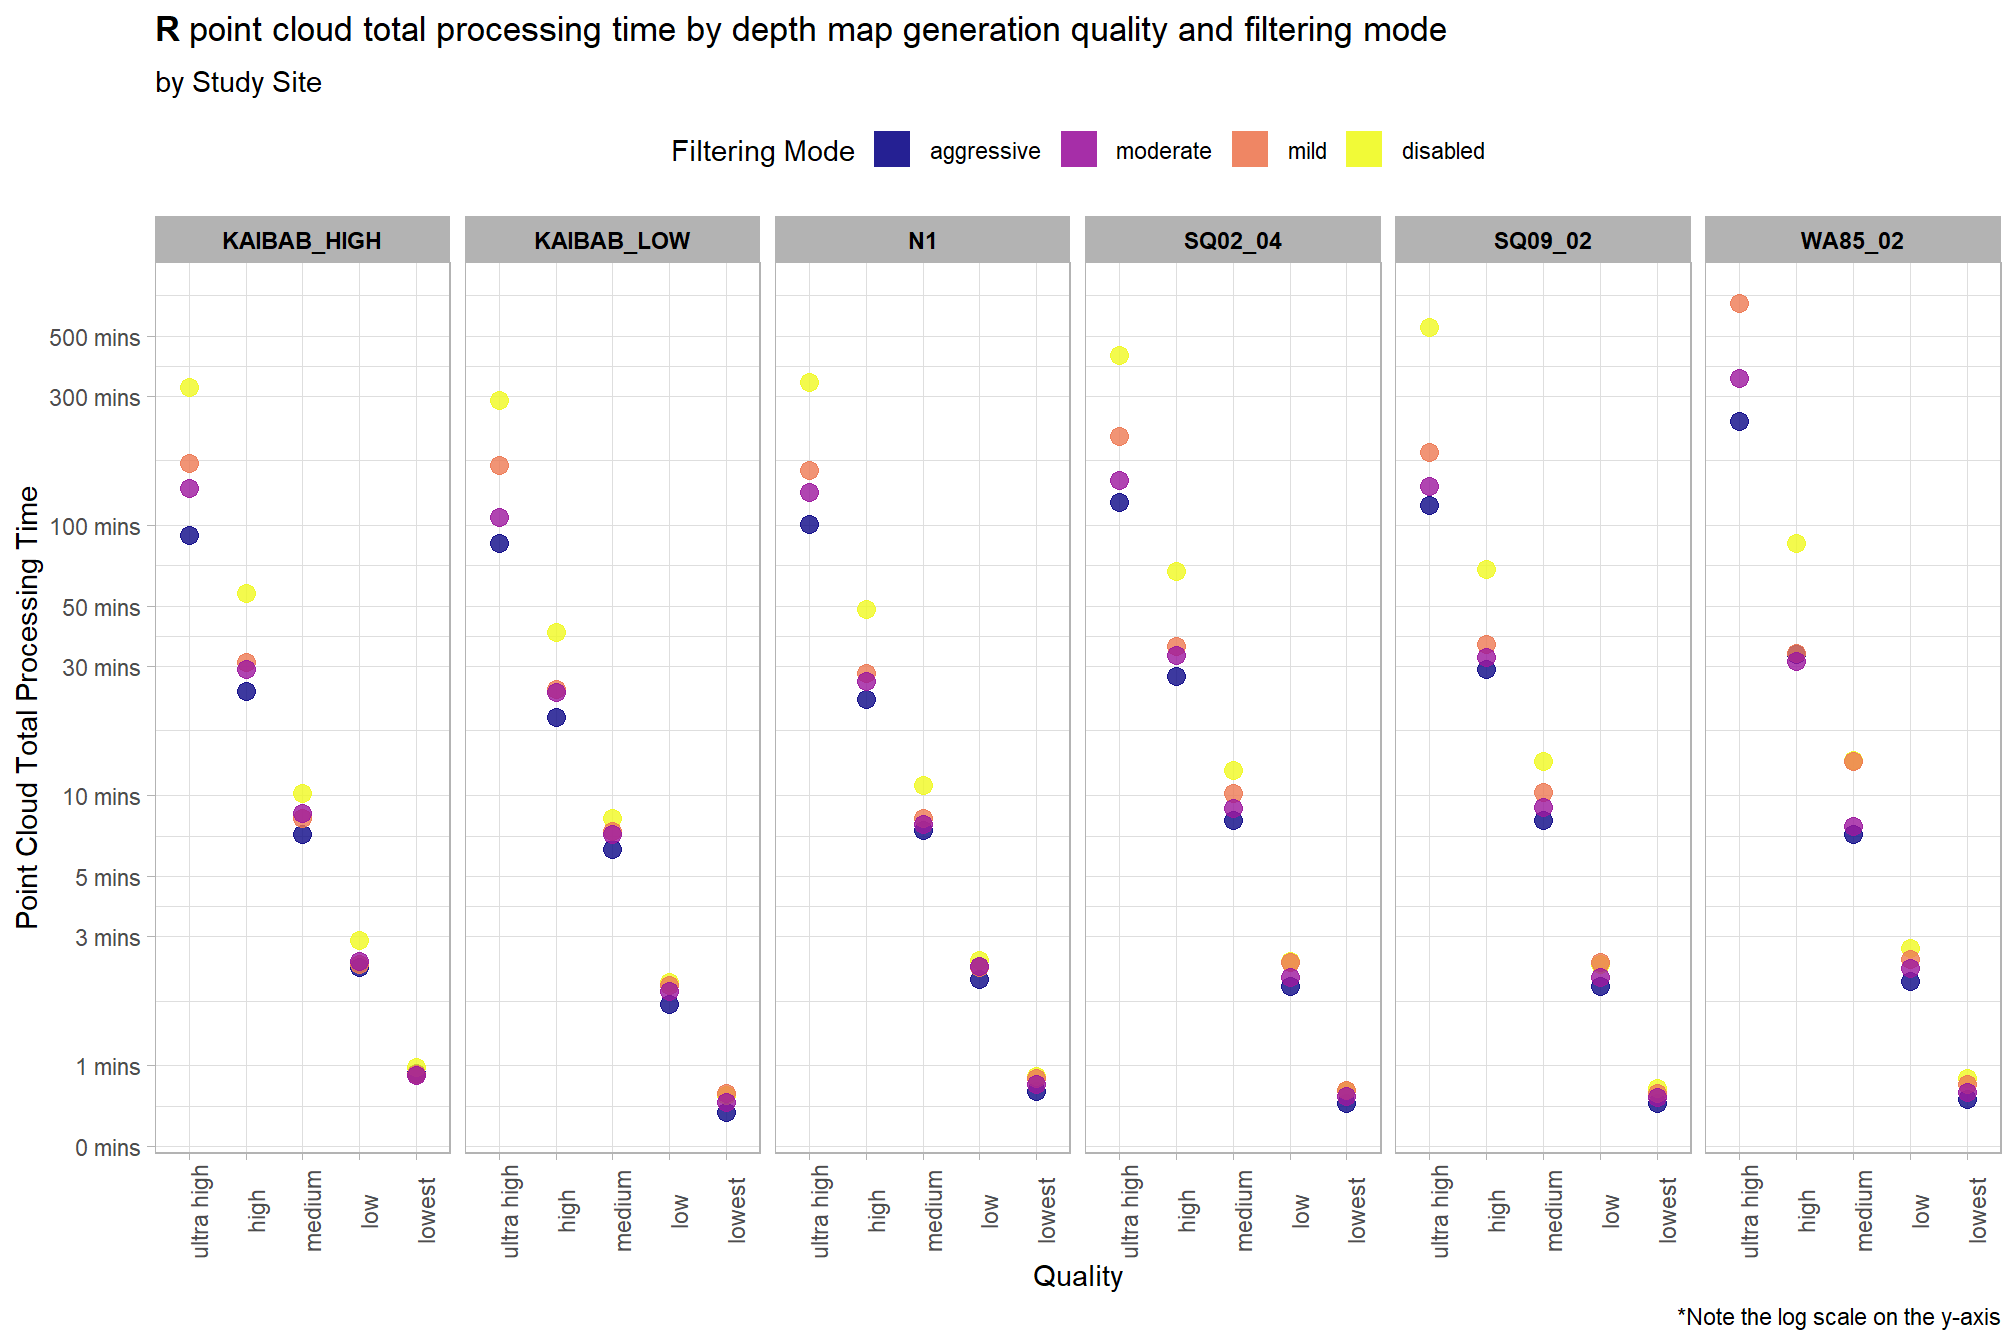 R point cloud total processing time by depth map generation quality and filtering mode
by Study Site
Filtering Mode aggressive moderate mild disabled
KAIBAB_HIGH KAIBAB_LOW N1 SQ02_04 SQ09_02 WA85_02
Point Cloud Total Processing Time
500 mins
300 mins
100 mins
50 mins
30 mins
10 mins
5 mins
3 mins
1 mins
0 mins
ultra high high medium low lowest ultra high high medium low lowest ultra high high medium low lowest ultra high high medium low lowest ultra high high medium low lowest ultra high high medium low lowest
Quality
*Note the log scale on the y-axis